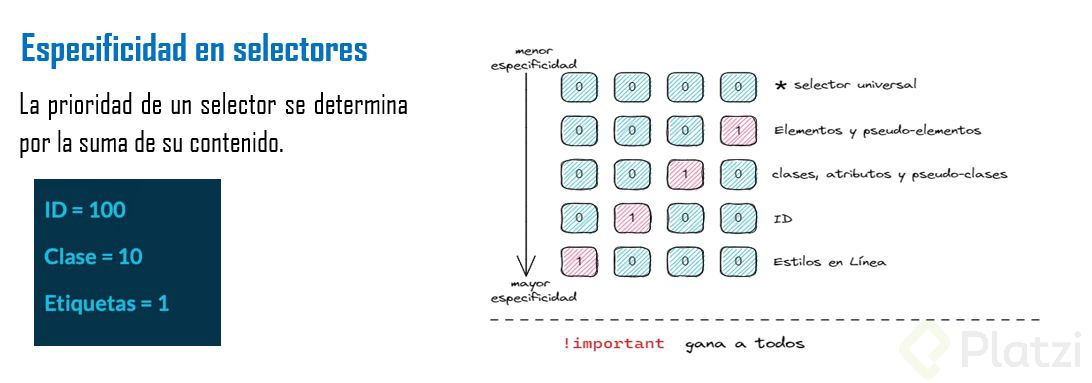 Especificidad en selectores
La prioridad de un selector se determina
por la suma de su contenido.
ID = 100
Clase = 10
Etiquetas = 1
menor
especificidad
0 0 0 0 * selector universal
0 0 0 1 Elementos y pseudo-elementos
0 0 1 0 clases, atributos y pseudo-clases
0 1 0 0 ID
1 0 0 0 Estilos en Línea
mayor
especificidad
!important gana a todos
Platzi